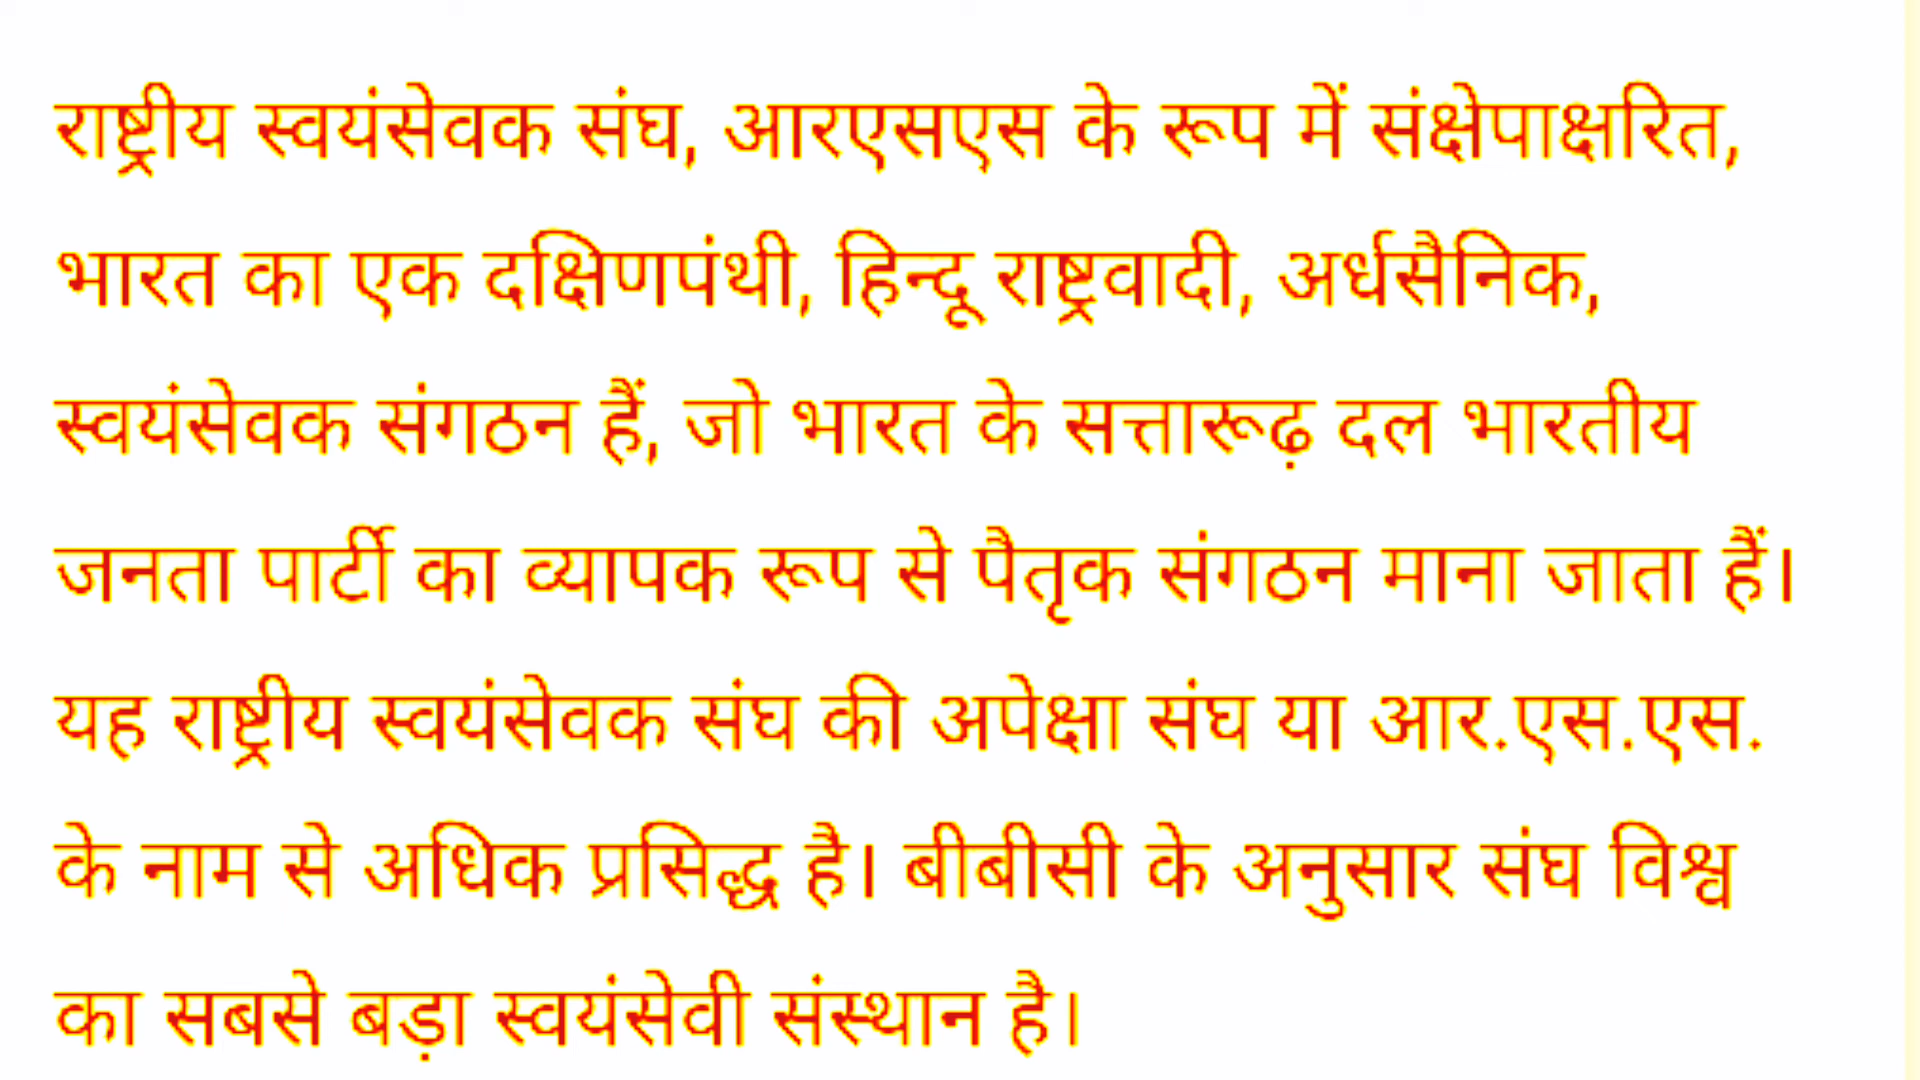 राष्ट्रीय स्वयंसेवक संघ, आरएसएस के रूप में संक्षेपाक्षरित,
भारत का एक दक्षिणपंथी, हिन्दू राष्ट्रवादी, अर्धसैनिक,
स्वयंसेवक संगठन हैं, जो भारत के सत्तारूढ़ दल भारतीय
जनता पार्टी का व्यापक रूप से पैतृक संगठन माना जाता हैं।
यह राष्ट्रीय स्वयंसेवक संघ की अपेक्षा संघ या आर.एस.एस.
के नाम से अधिक प्रसिद्ध है। बीबीसी के अनुसार संघ विश्व
का सबसे बड़ा स्वयंसेवी संस्थान है।